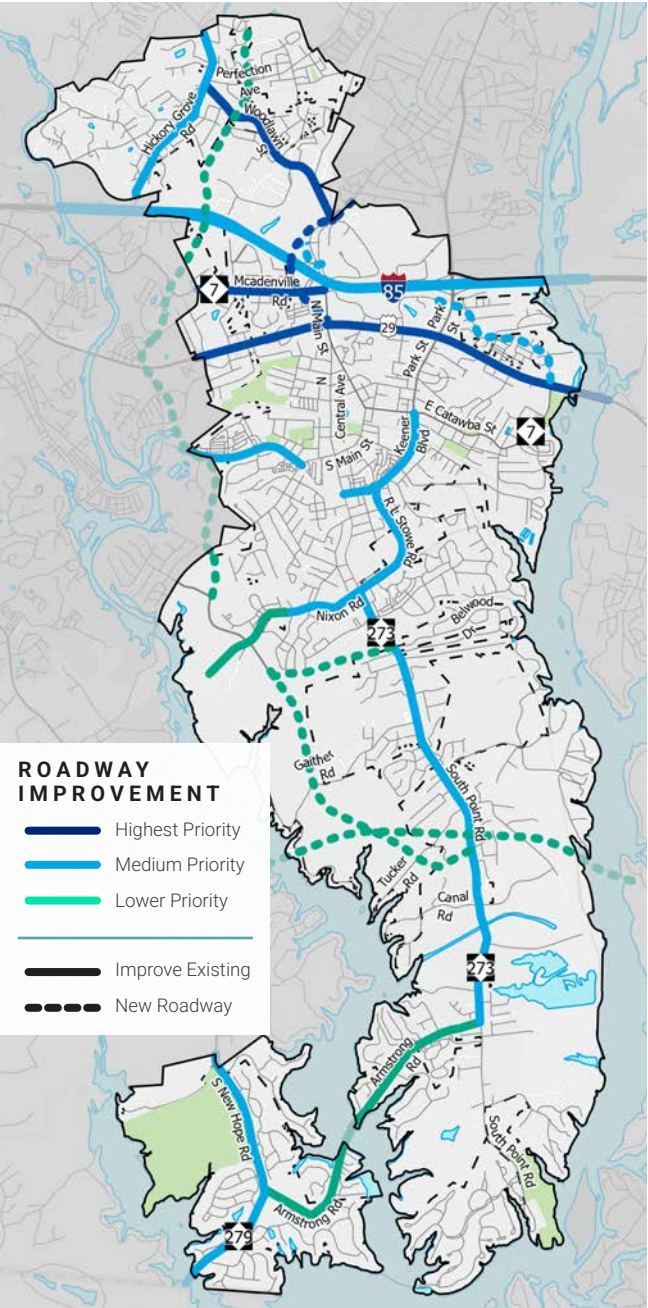 Perfection
Ave
Hickory Grove
Rd
Woodlawn
St
7
Mcadenville
Rd
85
29
N Main St
N
Park
St
Park St
Central Ave
E Catawba St
7
Keener
Blvd
S Main St
R L Stowe Rd
Nixon Rd
273
Belwood
Dr
Gaither
Rd
South Point Rd
Tucker
Rd
Canal
Rd
273
ROADWAY
IMPROVEMENT
Highest Priority
Medium Priority
Lower Priority
Improve Existing
New Roadway
Armstrong
Rd
S New Hope Rd
South Point Rd
Armstrong Rd
279